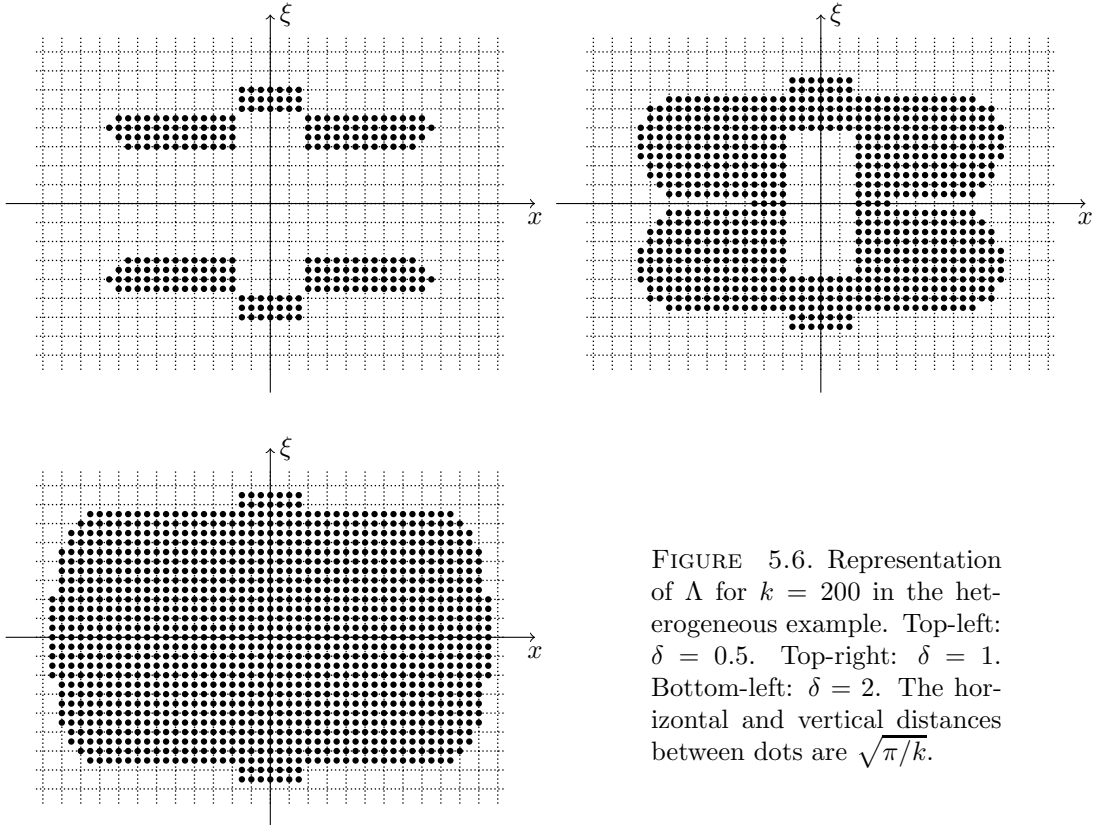 ξ
ξ
x
x
ξ
x
FIGURE 5.6. Representation
of Λ for k = 200 in the het-
erogeneous example. Top-left:
δ = 0.5. Top-right: δ = 1.
Bottom-left: δ = 2. The hor-
izontal and vertical distances
between dots are √π/k.